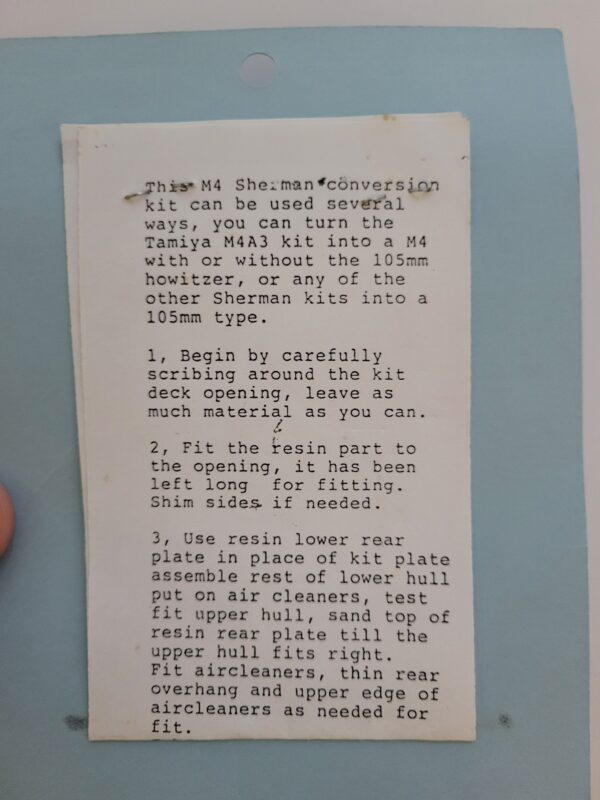 This M4 Sherman conversion
kit can be used several
ways, you can turn the
Tamiya M4A3 kit into a M4
with or without the 105mm
howitzer, or any of the
other Sherman kits into a
105mm type.
1, Begin by carefully
scribing around the kit
deck opening, leave as
much material as you can.
2, Fit the resin part to
the opening, it has been
left long for fitting.
Shim sides if needed.
3, Use resin lower rear
plate in place of kit plate
assemble rest of lower hull
put on air cleaners, test
fit upper hull, sand top of
resin rear plate till the
upper hull fits right.
Fit aircleaners, thin rear
overhang and upper edge of
aircleaners as needed for
fit.